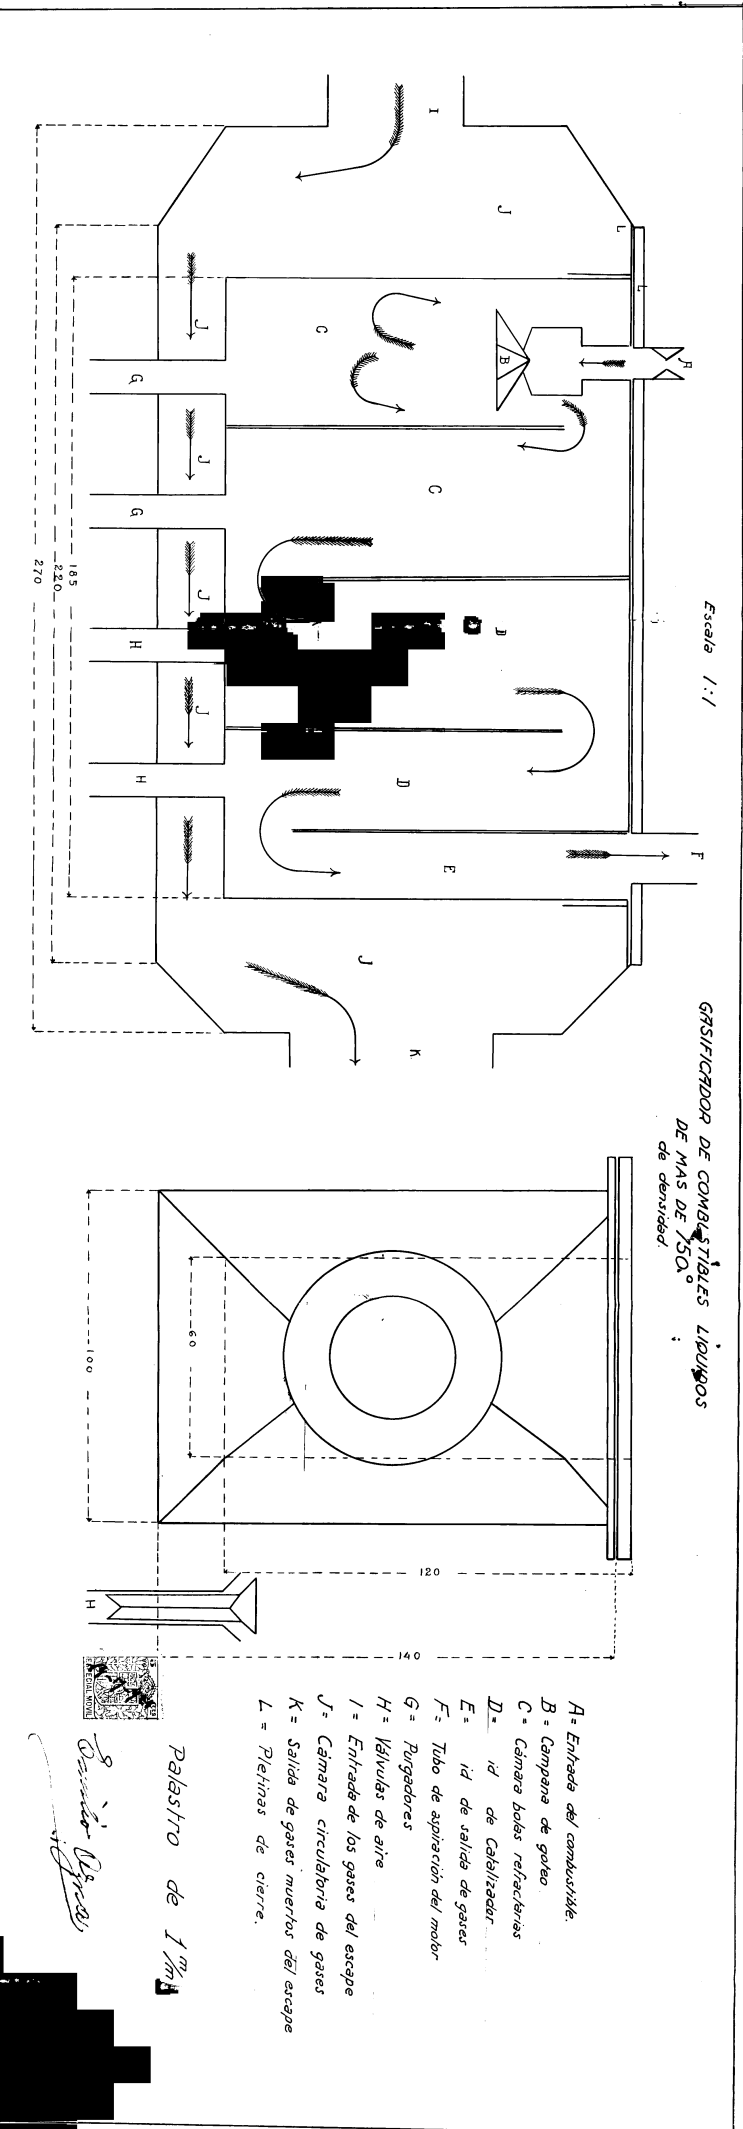 Escala 1:1
GASIFICADOR DE COMBUSTIBLES LIQUIDOS
DE MAS DE 750.°
de densidad.
I
J
L
L
A
B
C
C
D
D
E
F
J
K
J
J
J
J
G
G
H
H
185
220
270
60
100
120
140
H
A= Entrada del combustible.
B= Campana de goteo
C= Cámara bolas refractarias
D= id de Catalizador
E= id de salida de gases
F= Tubo de aspiración del motor
G= Purgadores
H= Válvulas de aire
I= Entrada de los gases del escape
J= Cámara circulatoria de gases
K= Salida de gases muertos del escape
L= Pletinas de cierre.
Palastro de 1 m/m
ESPECIAL MOVIL